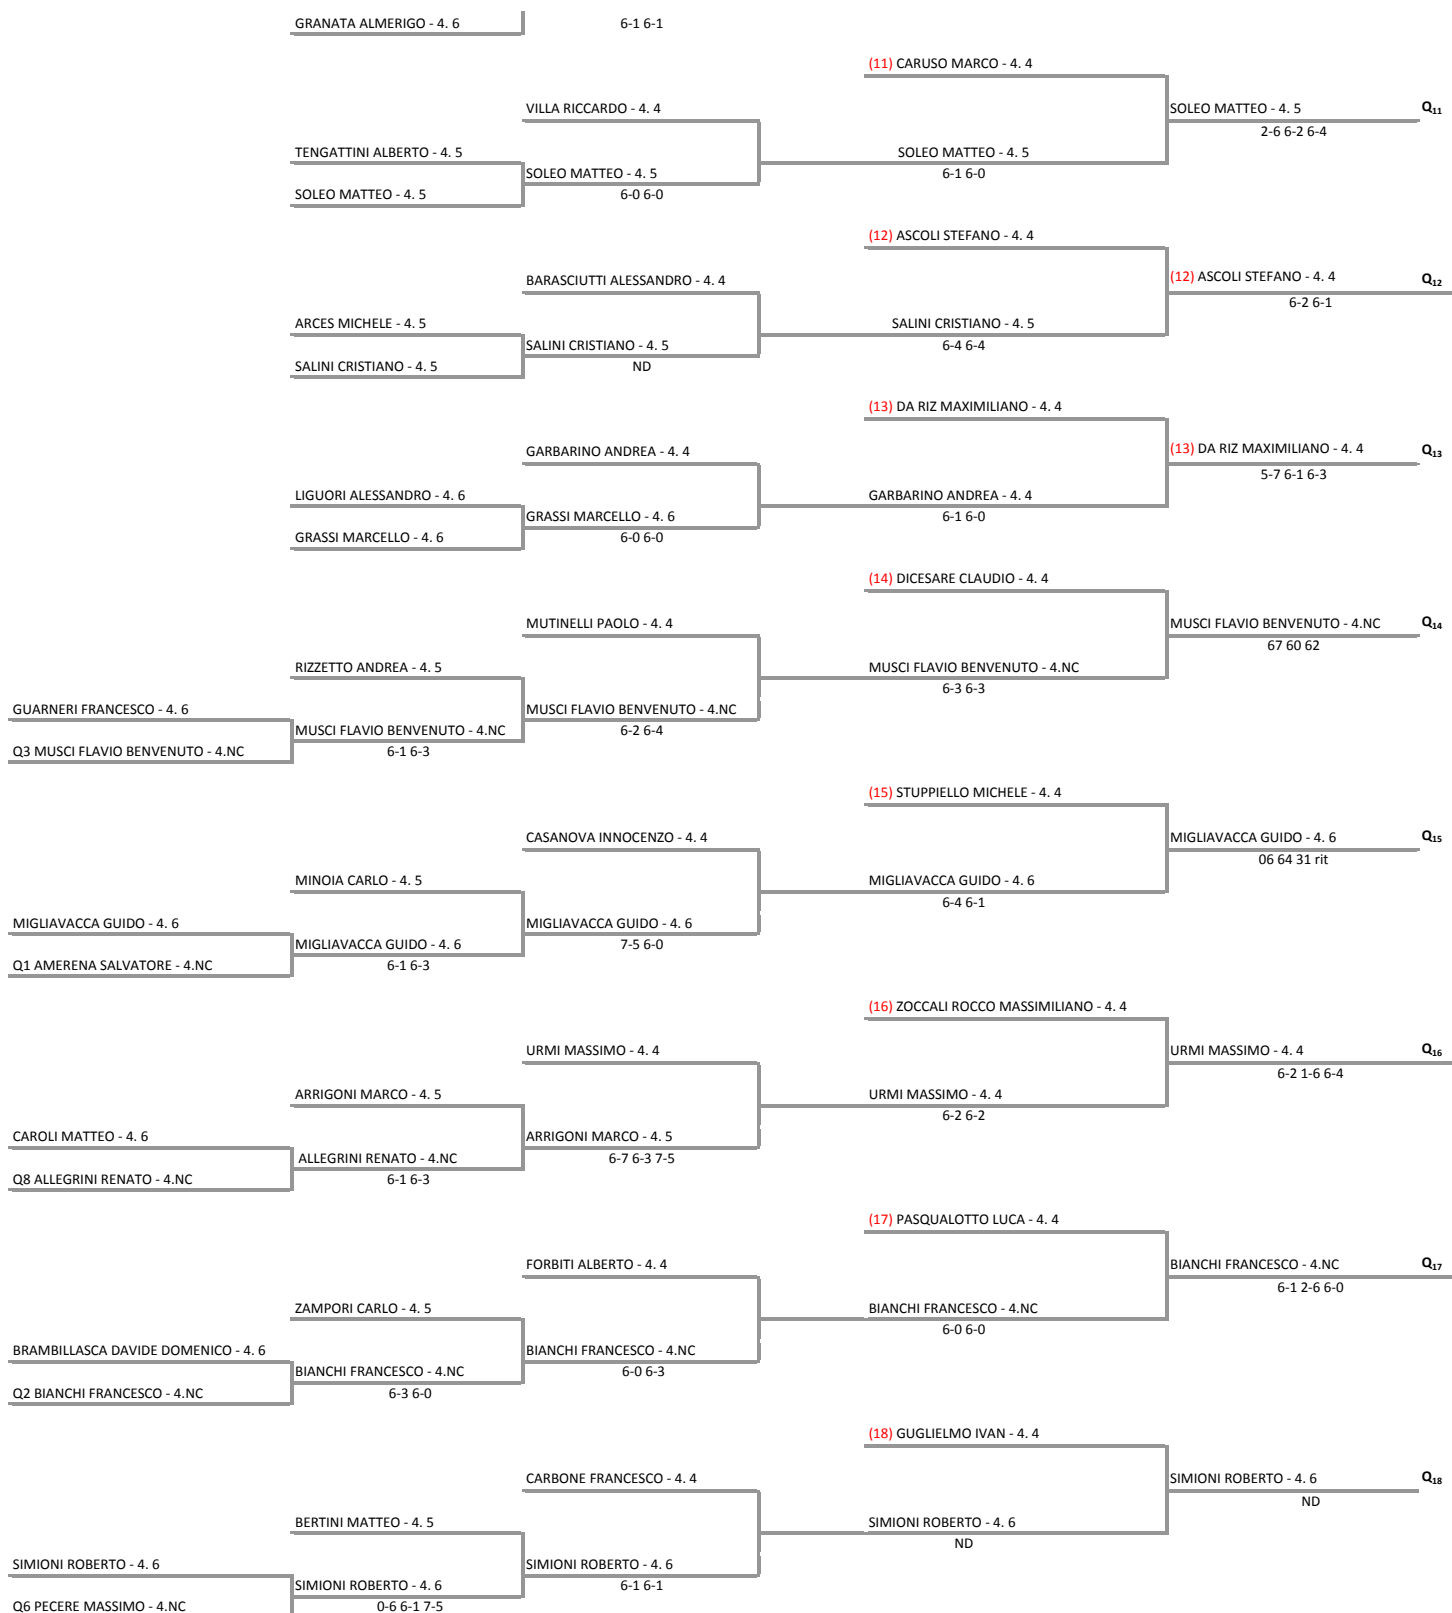 GRANATA ALMERIGO - 4. 6
6-1 6-1
(11) CARUSO MARCO - 4. 4
VILLA RICCARDO - 4. 4
SOLEO MATTEO - 4. 5
Q11
2-6 6-2 6-4
TENGATTINI ALBERTO - 4. 5
SOLEO MATTEO - 4. 5
SOLEO MATTEO - 4. 5
6-1 6-0
SOLEO MATTEO - 4. 5
6-0 6-0
(12) ASCOLI STEFANO - 4. 4
BARASCIUTTI ALESSANDRO - 4. 4
(12) ASCOLI STEFANO - 4. 4
Q12
6-2 6-1
ARCES MICHELE - 4. 5
SALINI CRISTIANO - 4. 5
SALINI CRISTIANO - 4. 5
6-4 6-4
SALINI CRISTIANO - 4. 5
ND
(13) DA RIZ MAXIMILIANO - 4. 4
GARBARINO ANDREA - 4. 4
(13) DA RIZ MAXIMILIANO - 4. 4
Q13
5-7 6-1 6-3
LIGUORI ALESSANDRO - 4. 6
GARBARINO ANDREA - 4. 4
GRASSI MARCELLO - 4. 6
6-1 6-0
GRASSI MARCELLO - 4. 6
6-0 6-0
(14) DICESARE CLAUDIO - 4. 4
MUTINELLI PAOLO - 4. 4
MUSCI FLAVIO BENVENUTO - 4.NC
Q14
67 60 62
RIZZETTO ANDREA - 4. 5
MUSCI FLAVIO BENVENUTO - 4.NC
6-3 6-3
GUARNERI FRANCESCO - 4. 6
MUSCI FLAVIO BENVENUTO - 4.NC
MUSCI FLAVIO BENVENUTO - 4.NC
6-2 6-4
Q3 MUSCI FLAVIO BENVENUTO - 4.NC
6-1 6-3
(15) STUPPIELLO MICHELE - 4. 4
CASANOVA INNOCENZO - 4. 4
MIGLIAVACCA GUIDO - 4. 6
Q15
06 64 31 rit
MINOIA CARLO - 4. 5
MIGLIAVACCA GUIDO - 4. 6
6-4 6-1
MIGLIAVACCA GUIDO - 4. 6
MIGLIAVACCA GUIDO - 4. 6
MIGLIAVACCA GUIDO - 4. 6
7-5 6-0
Q1 AMERENA SALVATORE - 4.NC
6-1 6-3
(16) ZOCCALI ROCCO MASSIMILIANO - 4. 4
URMI MASSIMO - 4. 4
URMI MASSIMO - 4. 4
Q16
6-2 1-6 6-4
ARRIGONI MARCO - 4. 5
URMI MASSIMO - 4. 4
6-2 6-2
CAROLI MATTEO - 4. 6
ARRIGONI MARCO - 4. 5
ALLEGRINI RENATO - 4.NC
6-7 6-3 7-5
Q8 ALLEGRINI RENATO - 4.NC
6-1 6-3
(17) PASQUALOTTO LUCA - 4. 4
FORBITI ALBERTO - 4. 4
BIANCHI FRANCESCO - 4.NC
Q17
6-1 2-6 6-0
ZAMPORI CARLO - 4. 5
BIANCHI FRANCESCO - 4.NC
6-0 6-0
BRAMBILLASCA DAVIDE DOMENICO - 4. 6
BIANCHI FRANCESCO - 4.NC
BIANCHI FRANCESCO - 4.NC
6-0 6-3
Q2 BIANCHI FRANCESCO - 4.NC
6-3 6-0
(18) GUGLIELMO IVAN - 4. 4
CARBONE FRANCESCO - 4. 4
SIMIONI ROBERTO - 4. 6
Q18
ND
BERTINI MATTEO - 4. 5
SIMIONI ROBERTO - 4. 6
ND
SIMIONI ROBERTO - 4. 6
SIMIONI ROBERTO - 4. 6
SIMIONI ROBERTO - 4. 6
6-1 6-1
Q6 PECERE MASSIMO - 4.NC
0-6 6-1 7-5